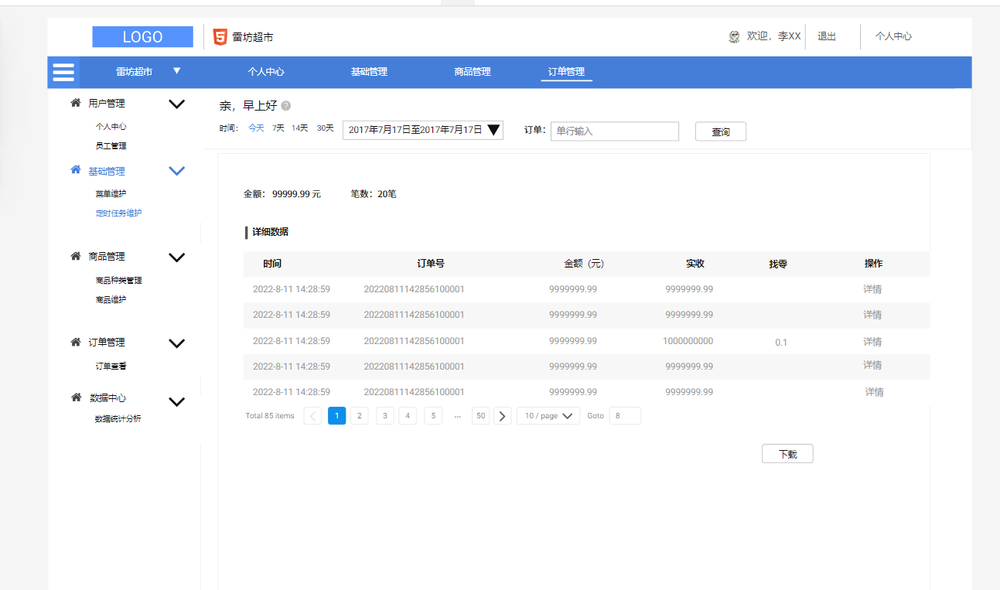 LOGO
雷坊超市
欢迎，李XX
退出
个人中心
雷坊超市 ▼
个人中心
基础管理
商品管理
订单管理
用户管理
个人中心
员工管理
基础管理
菜单维护
定时任务维护
商品管理
商品种类管理
商品维护
订单管理
订单查看
数据中心
数据统计分析
亲，早上好 ?
时间： 今天 7天 14天 30天 2017年7月17日至2017年7月17日 订单： 单行输入 查询
金额： 99999.99 元 笔数：20笔
详细数据
时间 订单号 金额（元） 实收 找零 操作
2022-8-11 14:28:59 20220811142856100001 9999999.99 9999999.99 详情
2022-8-11 14:28:59 20220811142856100001 9999999.99 9999999.99 详情
2022-8-11 14:28:59 20220811142856100001 9999999.99 1000000000 0.1 详情
2022-8-11 14:28:59 20220811142856100001 9999999.99 9999999.99 详情
2022-8-11 14:28:59 20220811142856100001 9999999.99 9999999.99 详情
Total 85 items 1 2 3 4 5 ... 50 10 / page Goto 8
下载